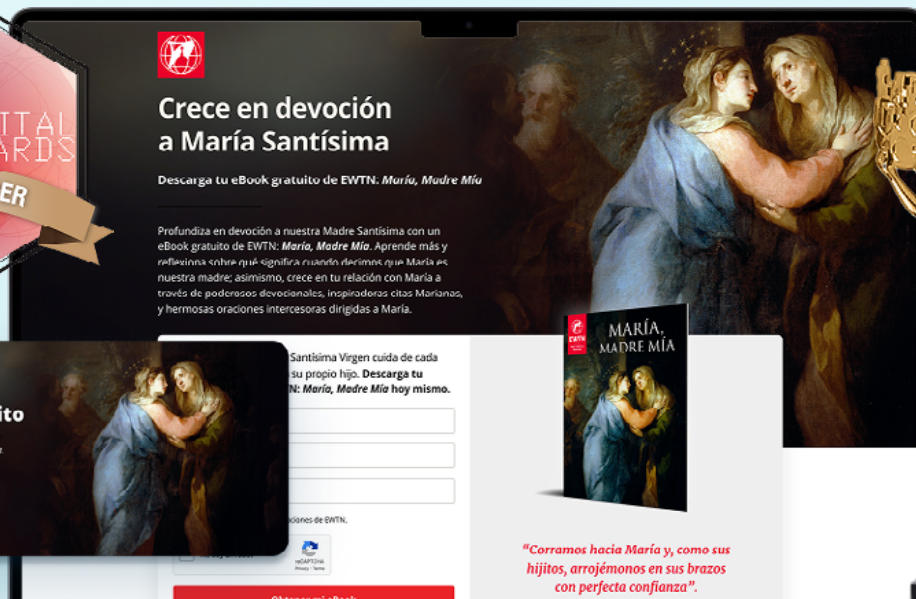 Crece en devoción
a María Santísima
Descarga tu eBook gratuito de EWTN: María, Madre Mía
Profundiza en devoción a nuestra Madre Santísima con un
eBook gratuito de EWTN: María, Madre Mía. Aprende más y
reflexiona sobre qué significa cuando decimos que María es
nuestra madre; asimismo, crece en tu relación con María a
través de poderosos devocionales, inspiradoras citas Marianas,
y hermosas oraciones intercesoras dirigidas a María.
Santísima Virgen cuida de cada
su propio hijo. Descarga tu
N: María, Madre Mía hoy mismo.
ciones de EWTN.
reCAPTCHA
Privacy - Terms
Obtener mi eBook
EWTN
MARÍA,
MADRE MÍA
“Corramos hacia María y, como sus
hijitos, arrojémonos en sus brazos
con perfecta confianza”.
ITAL
ARDS
ER
ito